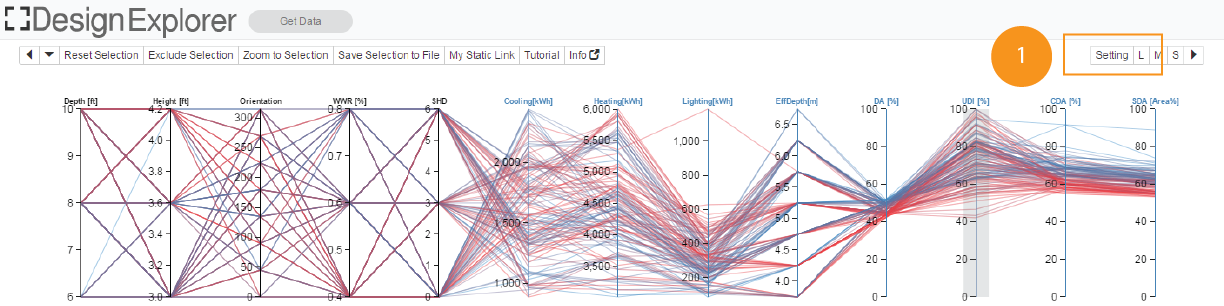 DesignExplorer
Get Data
Reset Selection Exclude Selection Zoom to Selection Save Selection to File My Static Link Tutorial Info
1
Setting L M S
Depth [ft] Height [ft] Orientation WWR [%] SHD Cooling[kWh] Heating[kWh] Lighting[kWh] EffDepth[m] DA [%] UDI [%] CDA [%] SDA [Area%]
10 4.2 300 0.8 6 6,000 6.5 100 100 100 100
4.0 5 5,500 1,000
9 3.8 250 0.7 2,000 6.0 80 80 80 80
200 4 5,000 800 5.5
8 3.6 150 0.6 3 4,500 600 60 60 60 60
1,500 5.0
3.4 100 2 4,000 400 40 40 40 40
7 50 0.5 4.5
3.2 1 1,000 3,500 200 4.0 20 20 20 20
6 3.0 0 0.4 0 0 0 0 0